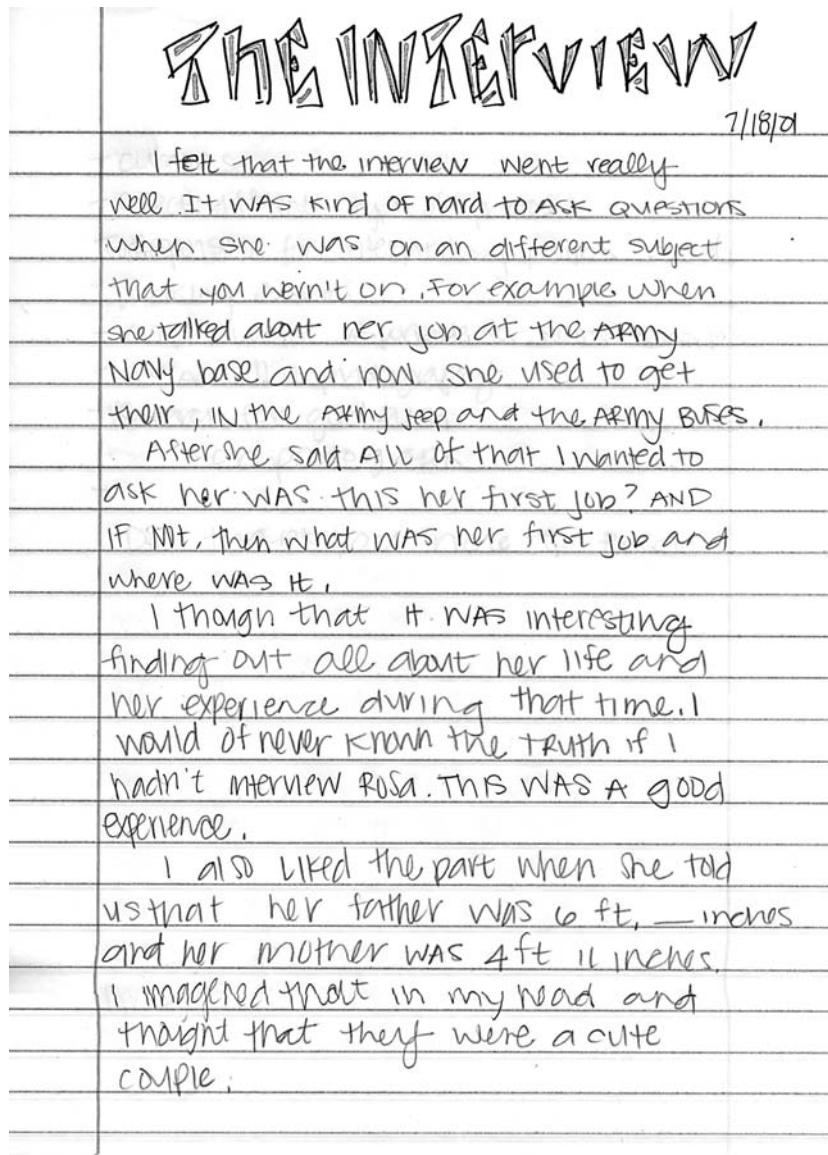 THE INTERVIEW
7/18/01
I felt that the interview went really
well. It WAS kind of hard to ASK QUESTIONS
when she was on an different subject
that you wern't on. For example when
she talked about her job at the ARMY
Navy base and how she used to get
their, IN the ARMY jeep and the ARMY BUSES.
After she said ALL of that I wanted to
ask her WAS this her first job? AND
IF NOt, then what WAS her first job and
where WAS it.
I though that it WAS interesting
finding out all about her life and
her experience during that time. I
would of never known the TRUTH if I
hadn't interview Rosa. THIS WAS A gOOd
experience.
I also LIKed the part when she told
us that her father was 6 ft, __ inches
and her mother WAS 4 ft 11 inches.
I imagened that in my head and
thought that they were a cute
couple.